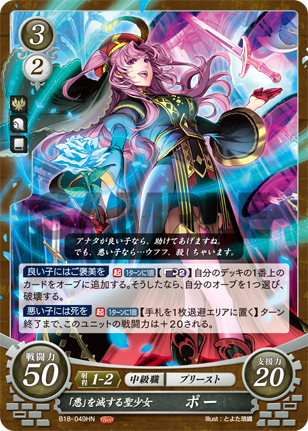 3
2
アナタが良い子なら、助けてあげますね。
でも、悪い子なら…ウフフ、殺しちゃいます。
良い子にはご褒美を 起 1ターンに1回 【2】自分のデッキの1番上の
カードをオーブに追加する。そうしたなら、自分のオーブを1つ選び、
破壊する。
悪い子には死を 起 1ターンに1回 【手札を1枚退避エリアに置く】ターン
終了まで、このユニットの戦闘力は+20される。
戦闘力
50
射程 1-2
中級職
プリースト
支援力
20
「悪」を滅する聖少女
ポー
B18-049HN
Illust：とよた瑣織